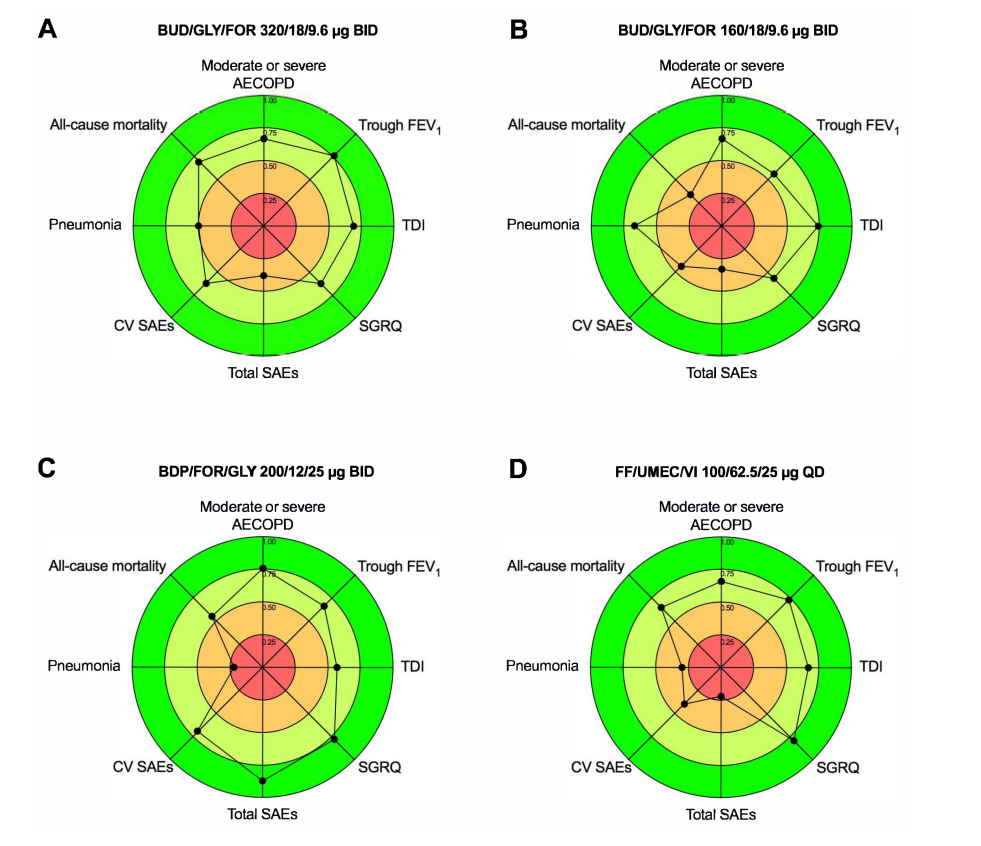 A
BUD/GLY/FOR 320/18/9.6 µg BID
Moderate or severe
AECOPD
1.00
All-cause mortality
Trough FEV1
0.75
0.50
0.25
Pneumonia
TDI
CV SAEs
SGRQ
Total SAEs
B
BUD/GLY/FOR 160/18/9.6 µg BID
Moderate or severe
AECOPD
1.00
All-cause mortality
Trough FEV1
0.75
0.50
0.25
Pneumonia
TDI
CV SAEs
SGRQ
Total SAEs
C
BDP/FOR/GLY 200/12/25 µg BID
Moderate or severe
AECOPD
1.00
All-cause mortality
Trough FEV1
0.75
0.50
0.25
Pneumonia
TDI
CV SAEs
SGRQ
Total SAEs
D
FF/UMEC/VI 100/62.5/25 µg QD
Moderate or severe
AECOPD
1.00
All-cause mortality
Trough FEV1
0.75
0.50
0.25
Pneumonia
TDI
CV SAEs
SGRQ
Total SAEs